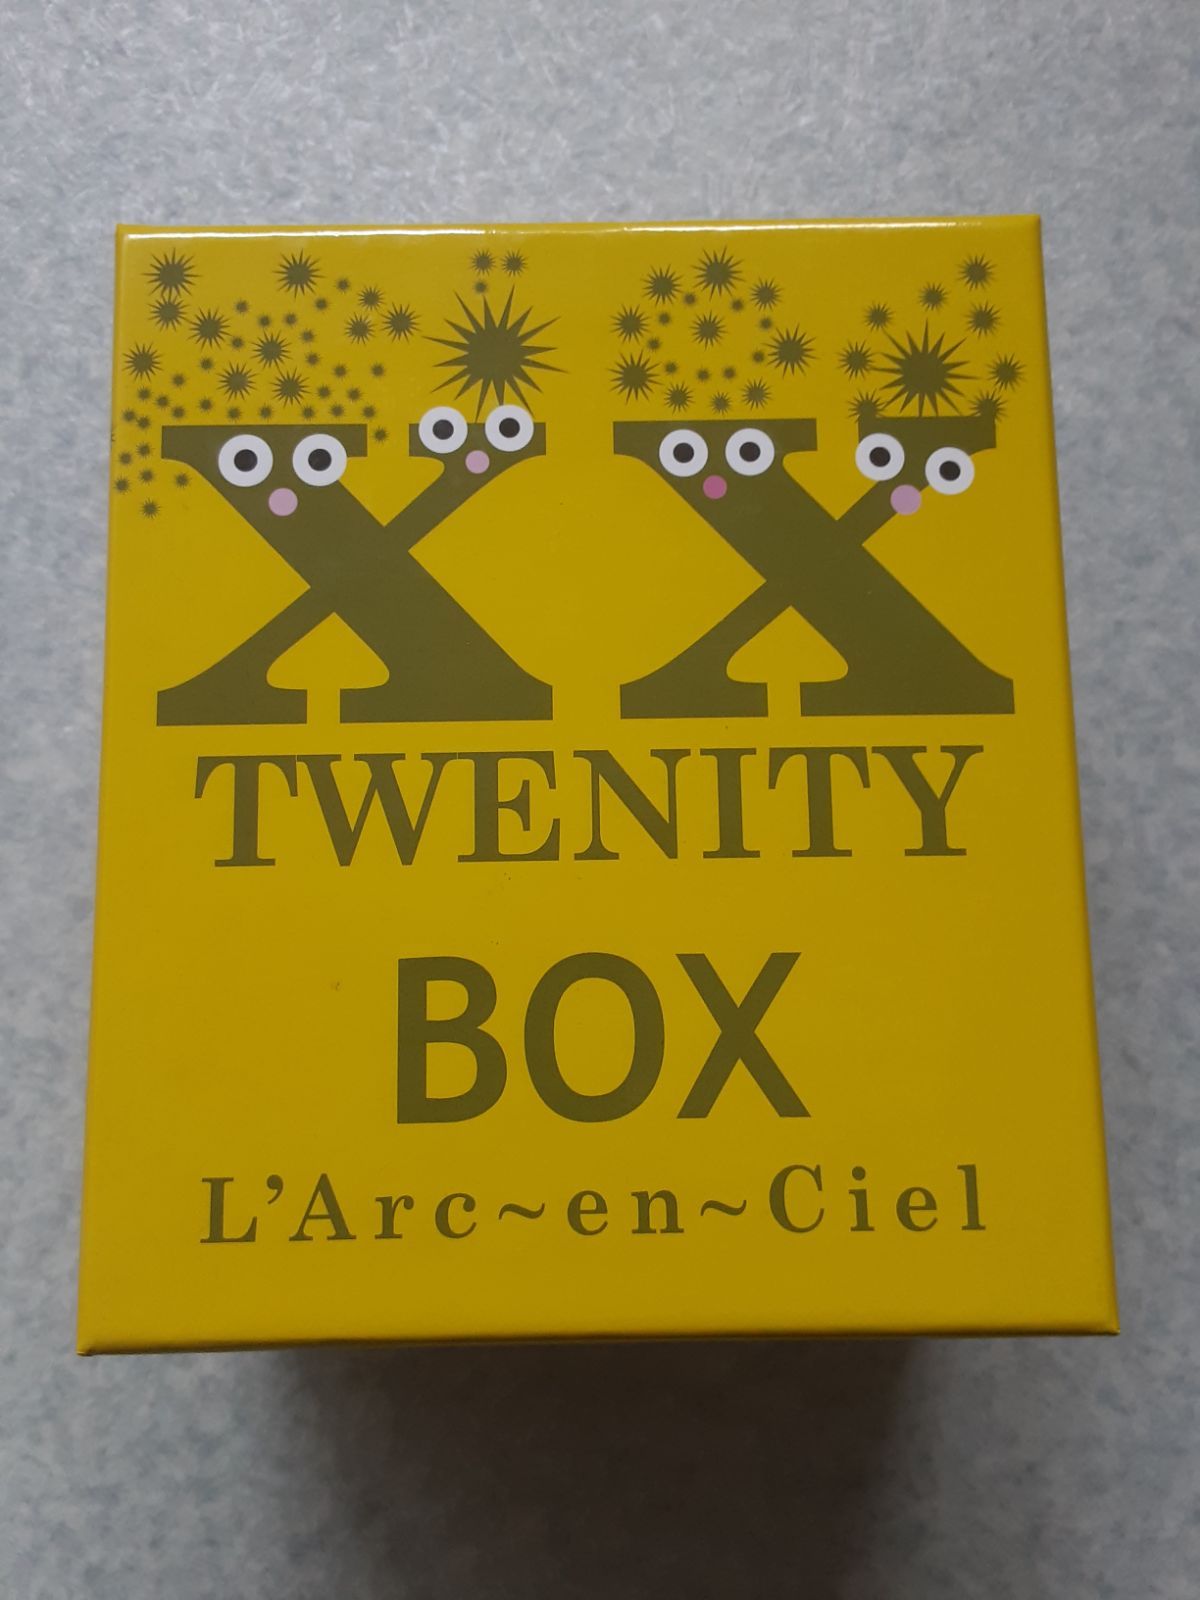 XX
TWENITY
BOX
L'Arc~en~Ciel